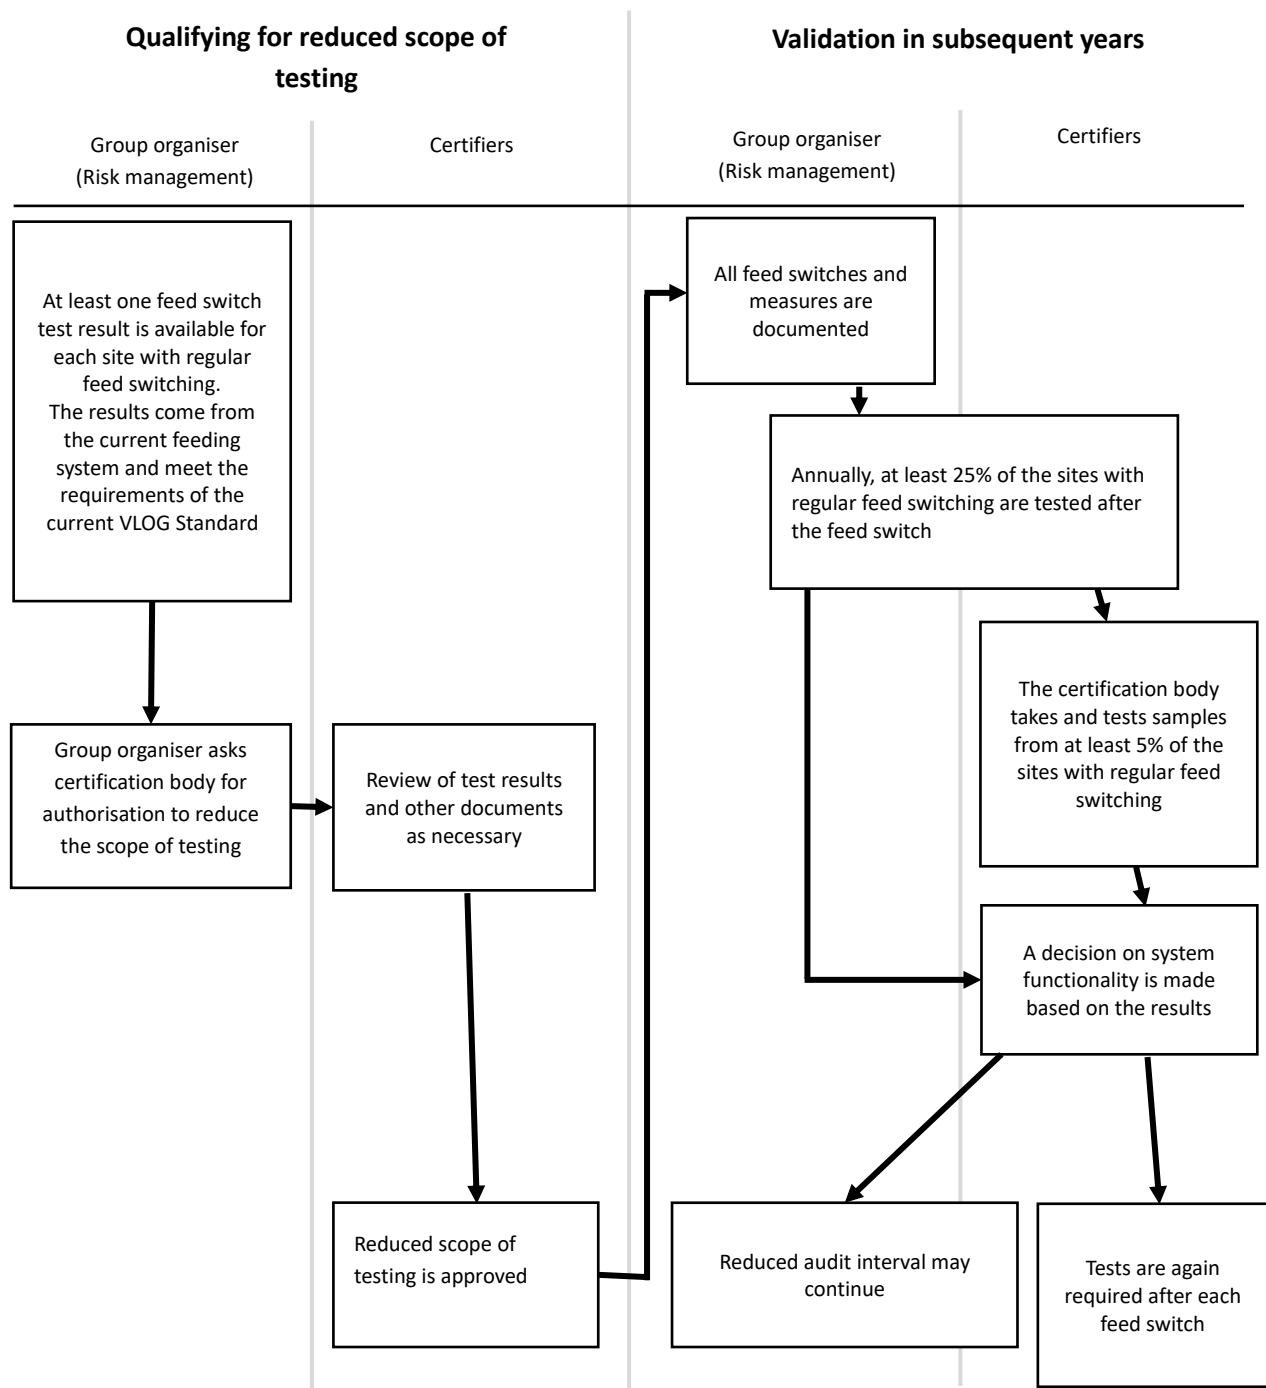 Qualifying for reduced scope of
testing
Validation in subsequent years
Group organiser
(Risk management)
Certifiers
Group organiser
(Risk management)
Certifiers
At least one feed switch
test result is available for
each site with regular
feed switching.
The results come from
the current feeding
system and meet the
requirements of the
current VLOG Standard
Group organiser asks
certification body for
authorisation to reduce
the scope of testing
Review of test results
and other documents
as necessary
Reduced scope of
testing is approved
All feed switches and
measures are
documented
Annually, at least 25% of the sites with
regular feed switching are tested after
the feed switch
The certification body
takes and tests samples
from at least 5% of the
sites with regular feed
switching
A decision on system
functionality is made
based on the results
Reduced audit interval may
continue
Tests are again
required after each
feed switch